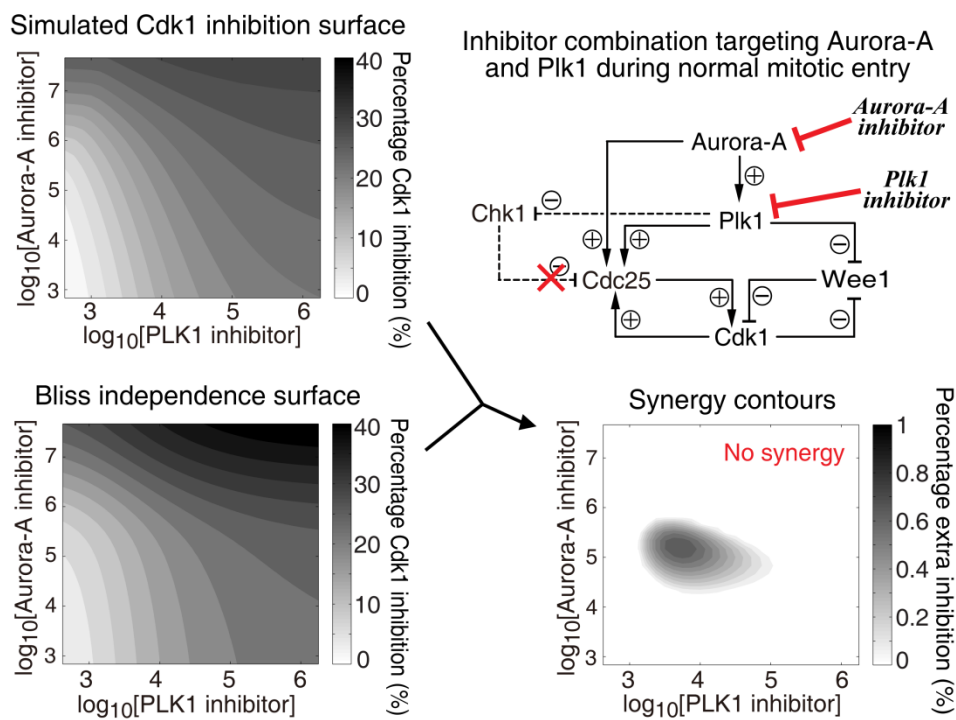 Simulated Cdk1 inhibition surface
log10[Aurora-A inhibitor]
7
6
5
4
3
3
4
5
6
log10[PLK1 inhibitor]
40
30
20
10
0
Percentage Cdk1 inhibition (%)
Inhibitor combination targeting Aurora-A
and Plk1 during normal mitotic entry
Aurora-A
inhibitor
Aurora-A
+
Plk1
inhibitor
Chk1
−
Plk1
−
+
+
−
Cdc25
Wee1
+
−
+
Cdk1
−
Bliss independence surface
log10[Aurora-A inhibitor]
7
6
5
4
3
3
4
5
6
log10[PLK1 inhibitor]
40
30
20
10
0
Percentage Cdk1 inhibition (%)
Synergy contours
No synergy
log10[Aurora-A inhibitor]
7
6
5
4
3
3
4
5
6
log10[PLK1 inhibitor]
1
0.8
0.6
0.4
0.2
0
Percentage extra inhibition (%)